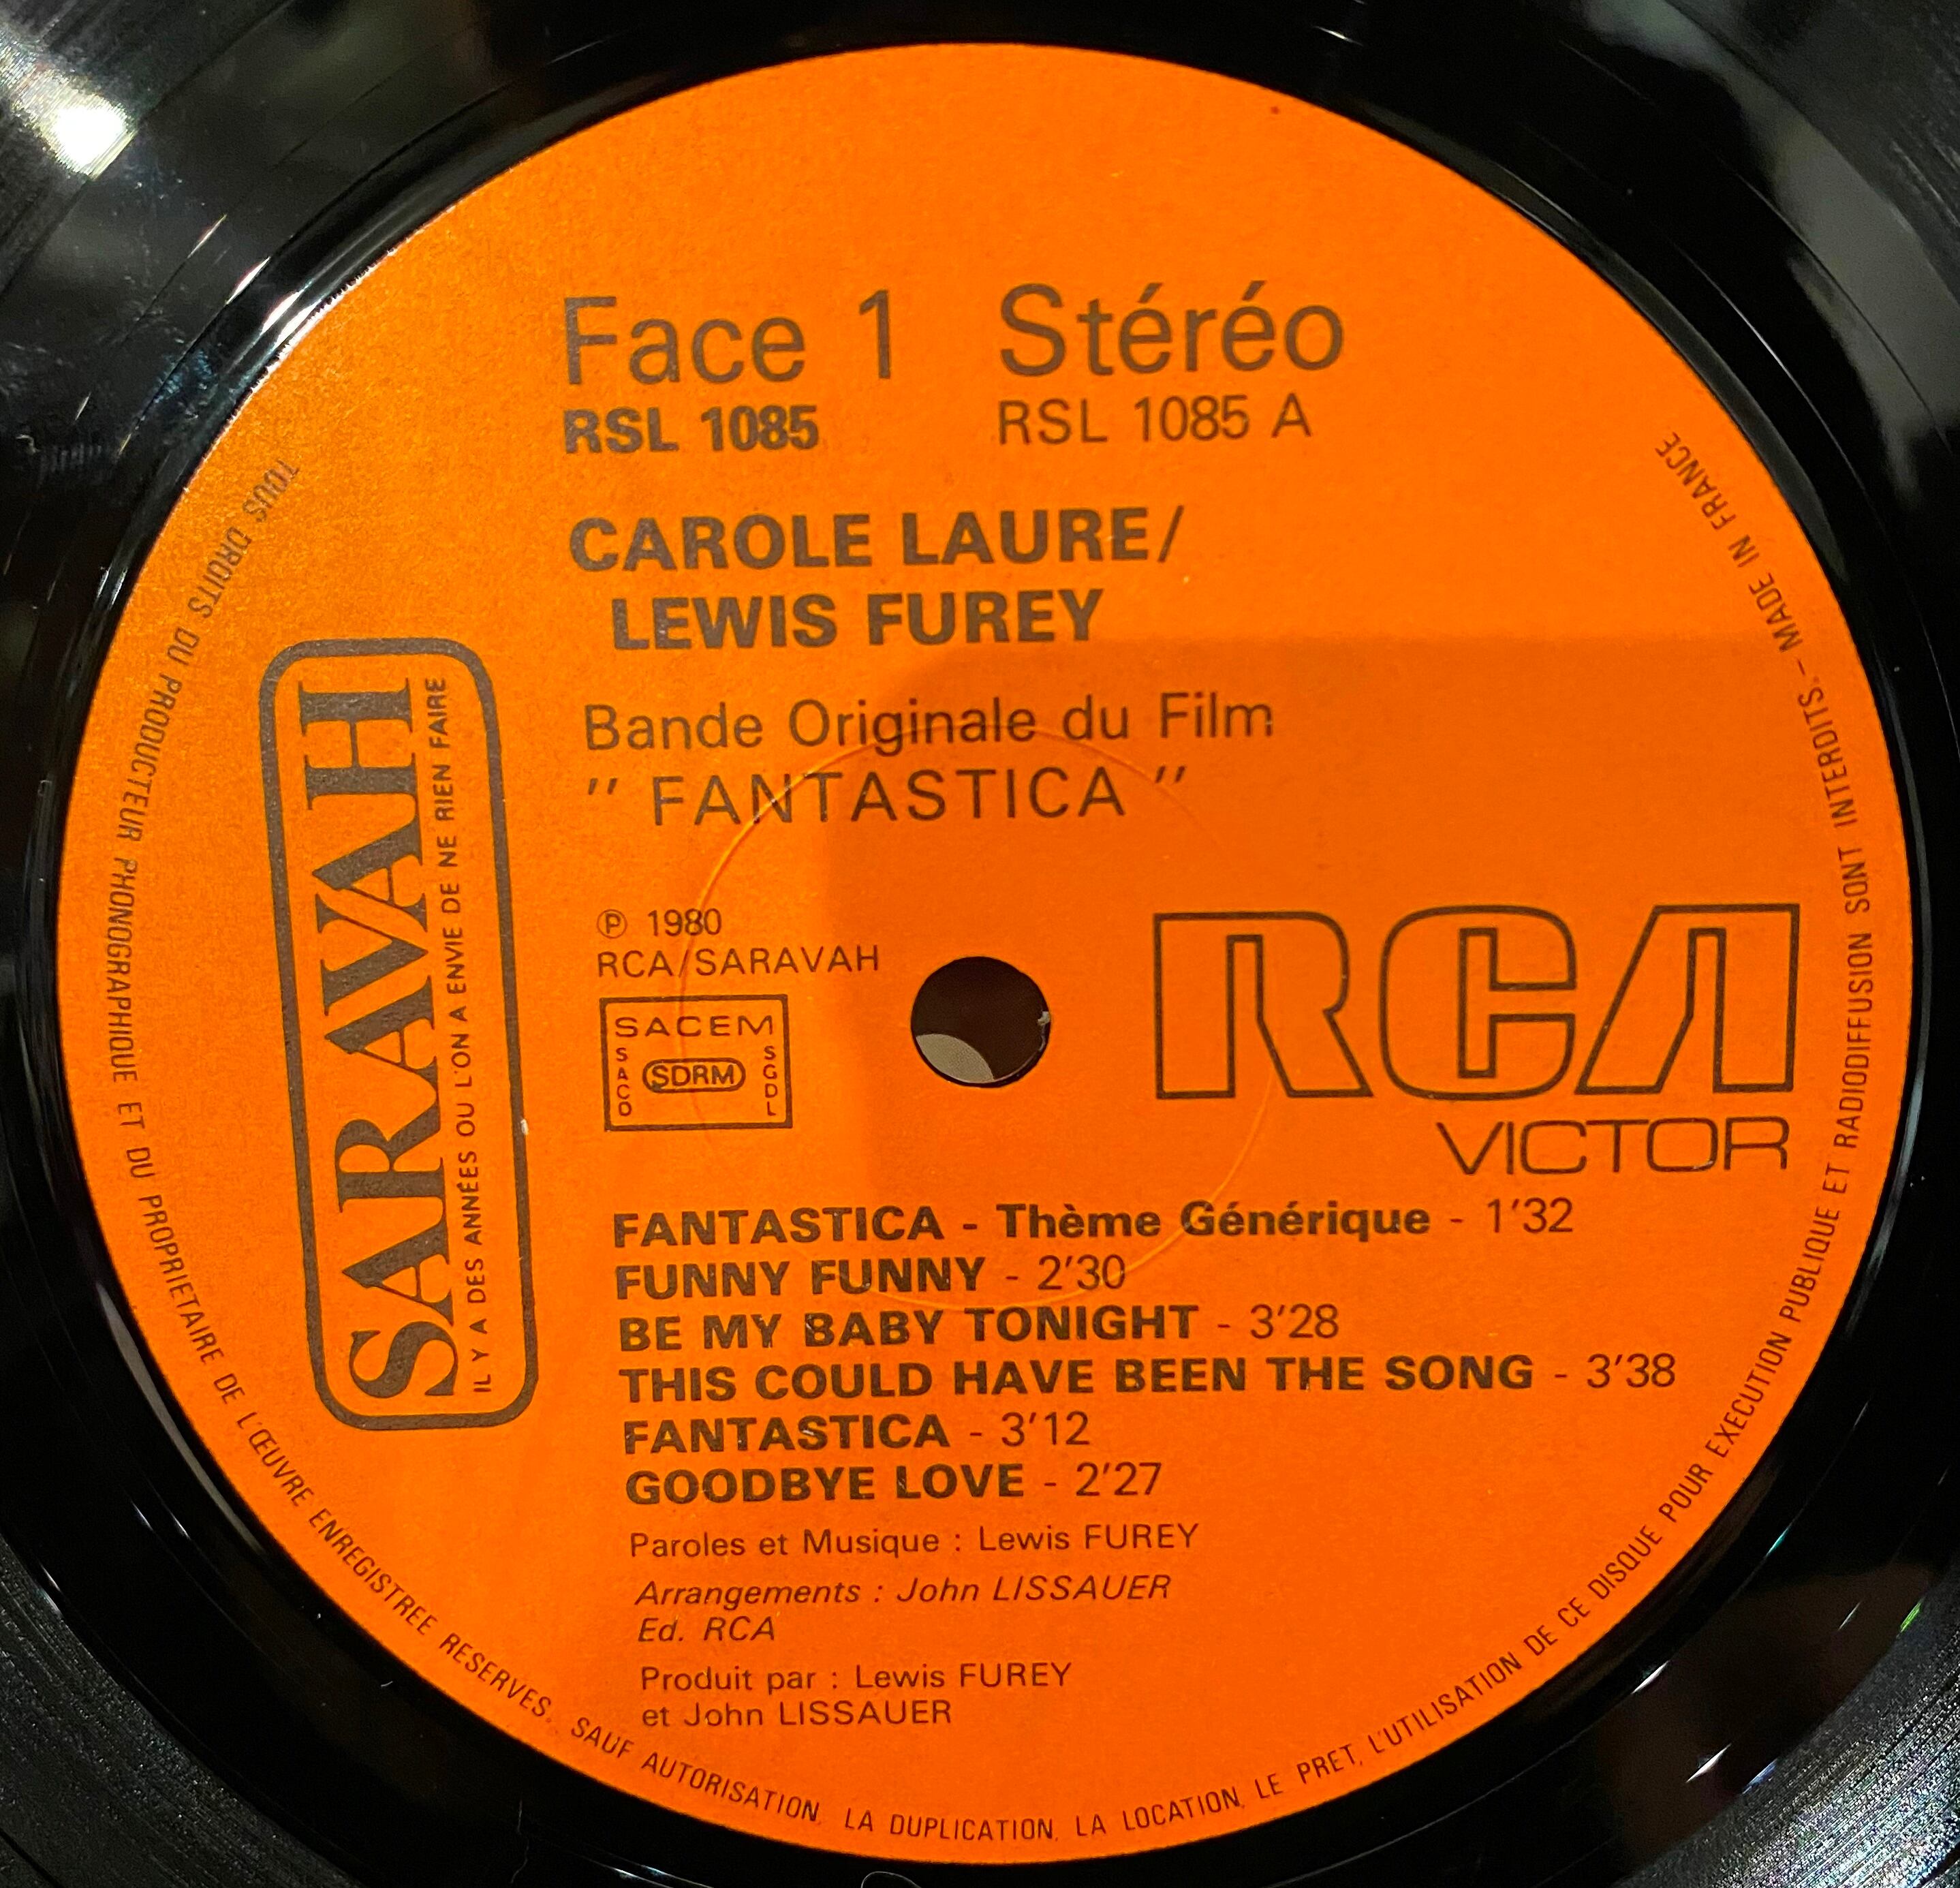 Face 1 Stéréo
RSL 1085 RSL 1085 A
CAROLE LAURE/
LEWIS FUREY
Bande Originale du Film
" FANTASTICA "
℗ 1980
RCA/SARAVAH
SACEM
SACO SDRM SGDL
RCA
VICTOR
SARAVAH
IL Y A DES ANNÉES OU L'ON A ENVIE DE NE RIEN FAIRE
FANTASTICA - Thème Générique - 1'32
FUNNY FUNNY - 2'30
BE MY BABY TONIGHT - 3'28
THIS COULD HAVE BEEN THE SONG - 3'38
FANTASTICA - 3'12
GOODBYE LOVE - 2'27
Paroles et Musique : Lewis FUREY
Arrangements : John LISSAUER
Ed. RCA
Produit par : Lewis FUREY
et John LISSAUER
TOUS DROITS DU PRODUCTEUR PHONOGRAPHIQUE ET DU PROPRIETAIRE DE L'ŒUVRE ENREGISTREE RESERVES. SAUF AUTORISATION, LA DUPLICATION, LA LOCATION, LE PRET, L'UTILISATION DE CE DISQUE POUR EXECUTION PUBLIQUE ET RADIODIFFUSION SONT INTERDITS. - MADE IN FRANCE